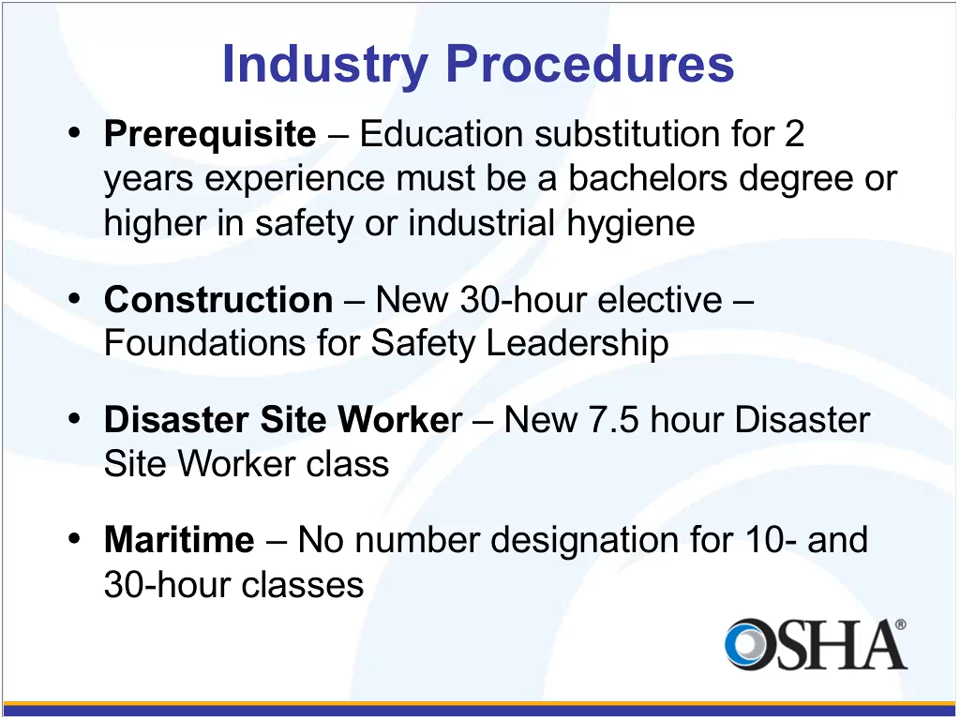 Industry Procedures
• Prerequisite – Education substitution for 2
years experience must be a bachelors degree or
higher in safety or industrial hygiene
• Construction – New 30-hour elective –
Foundations for Safety Leadership
• Disaster Site Worker – New 7.5 hour Disaster
Site Worker class
• Maritime – No number designation for 10- and
30-hour classes
OSHA®